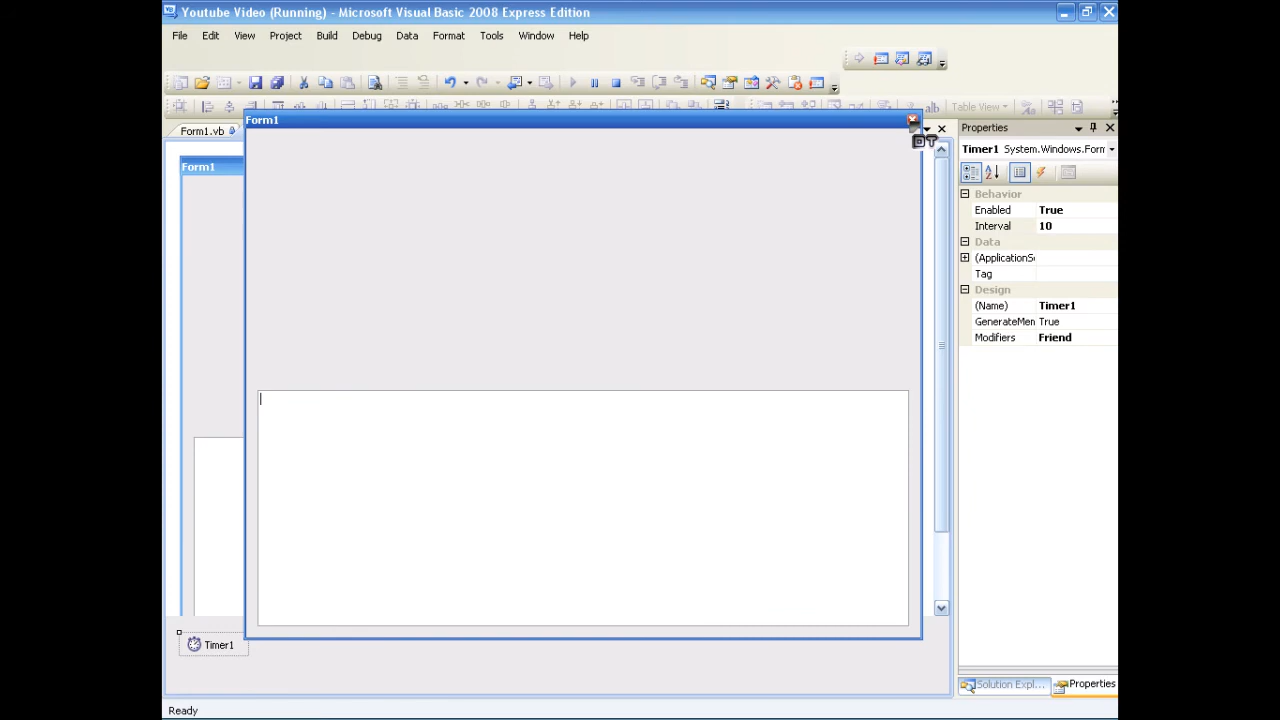 Youtube Video (Running) - Microsoft Visual Basic 2008 Express Edition
File Edit View Project Build Debug Data Format Tools Window Help
Table View
Form1.vb
Form1
Form1
Properties
Timer1 System.Windows.Form
Behavior
Enabled True
Interval 10
Data
(ApplicationS
Tag
Design
(Name) Timer1
GenerateMen True
Modifiers Friend
Timer1
Solution Expl... Properties
Ready